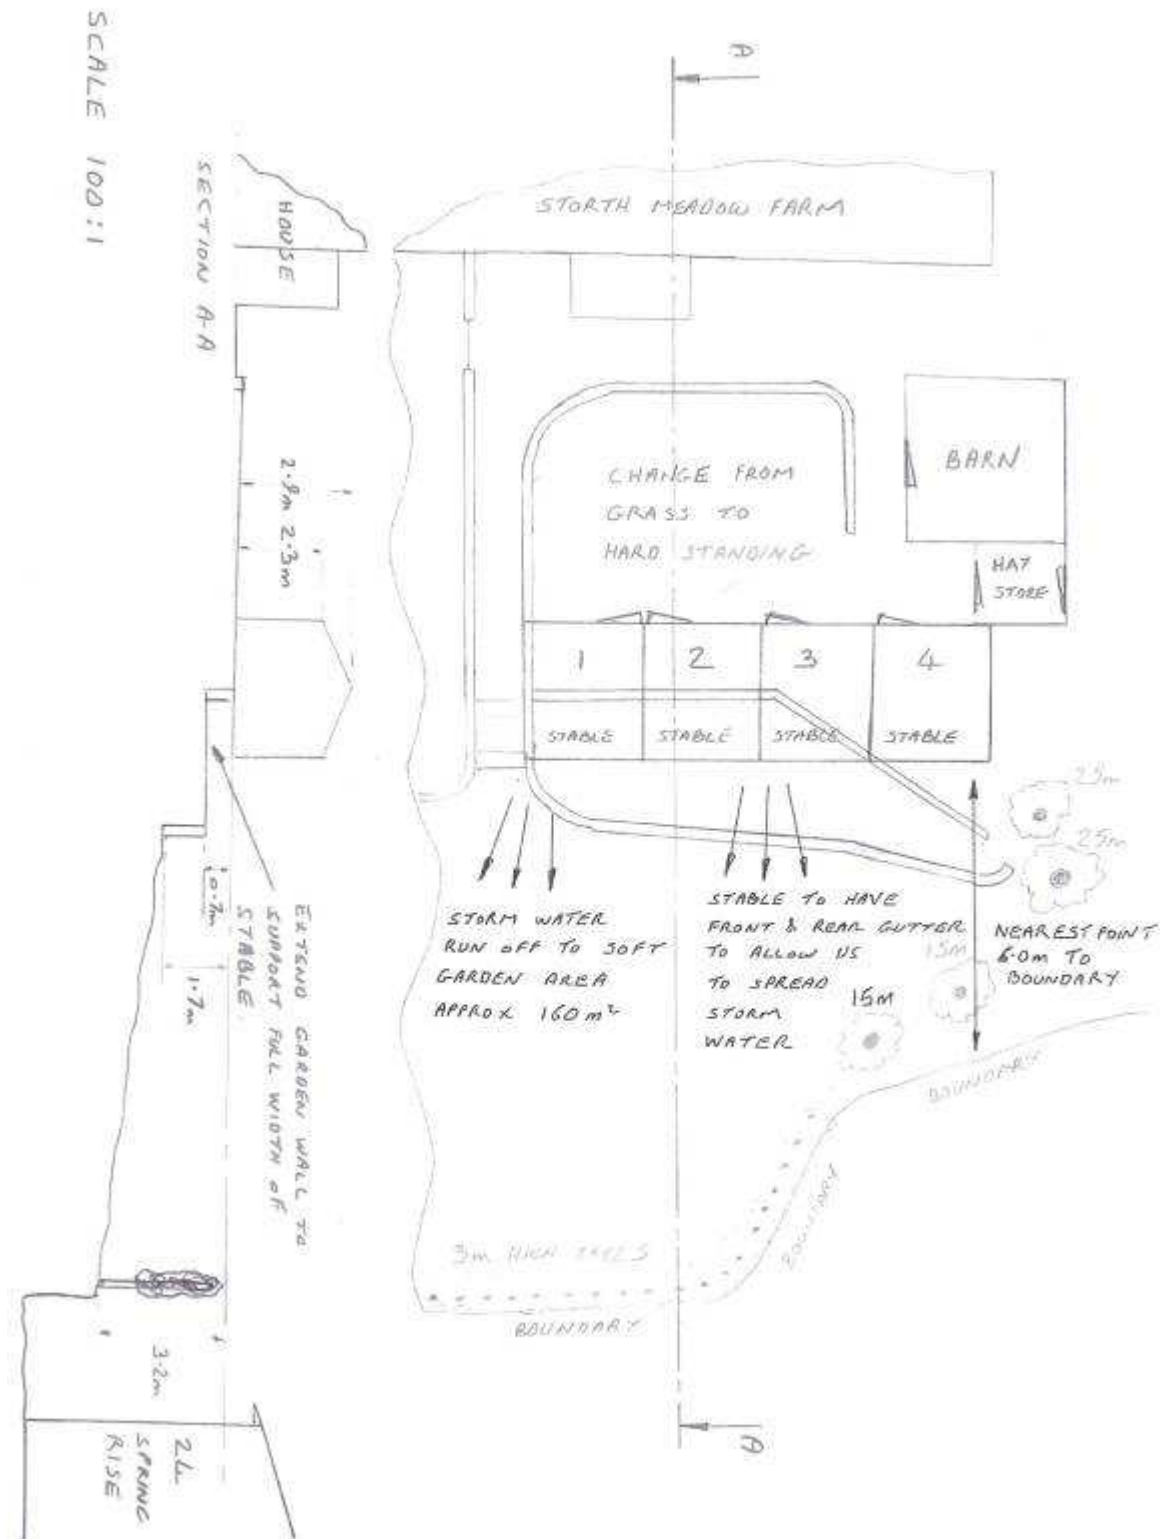 SCALE 100:1
SECTION A-A
HOUSE
2.9m 2.3m
EXTEND GARDEN WALL TO
SUPPORT FULL WIDTH OF
STABLE
0.7m
1.7m
3.2m
SPRING
RISE
A
STORTH MEADOW FARM
CHANGE FROM
GRASS TO
HARD STANDING
BARN
HAY
STORE
1
2
3
4
STABLE
STABLE
STABLE
STABLE
25m
STORM WATER
RUN OFF TO SOFT
GARDEN AREA
APPROX 160m²
STABLE TO HAVE
FRONT & REAR GUTTER
TO ALLOW US
TO SPREAD
STORM
WATER
NEAREST POINT
6.0m TO
BOUNDARY
15M
15M
BOUNDARY
BOUNDARY
3m HIGH TREES
BOUNDARY
A